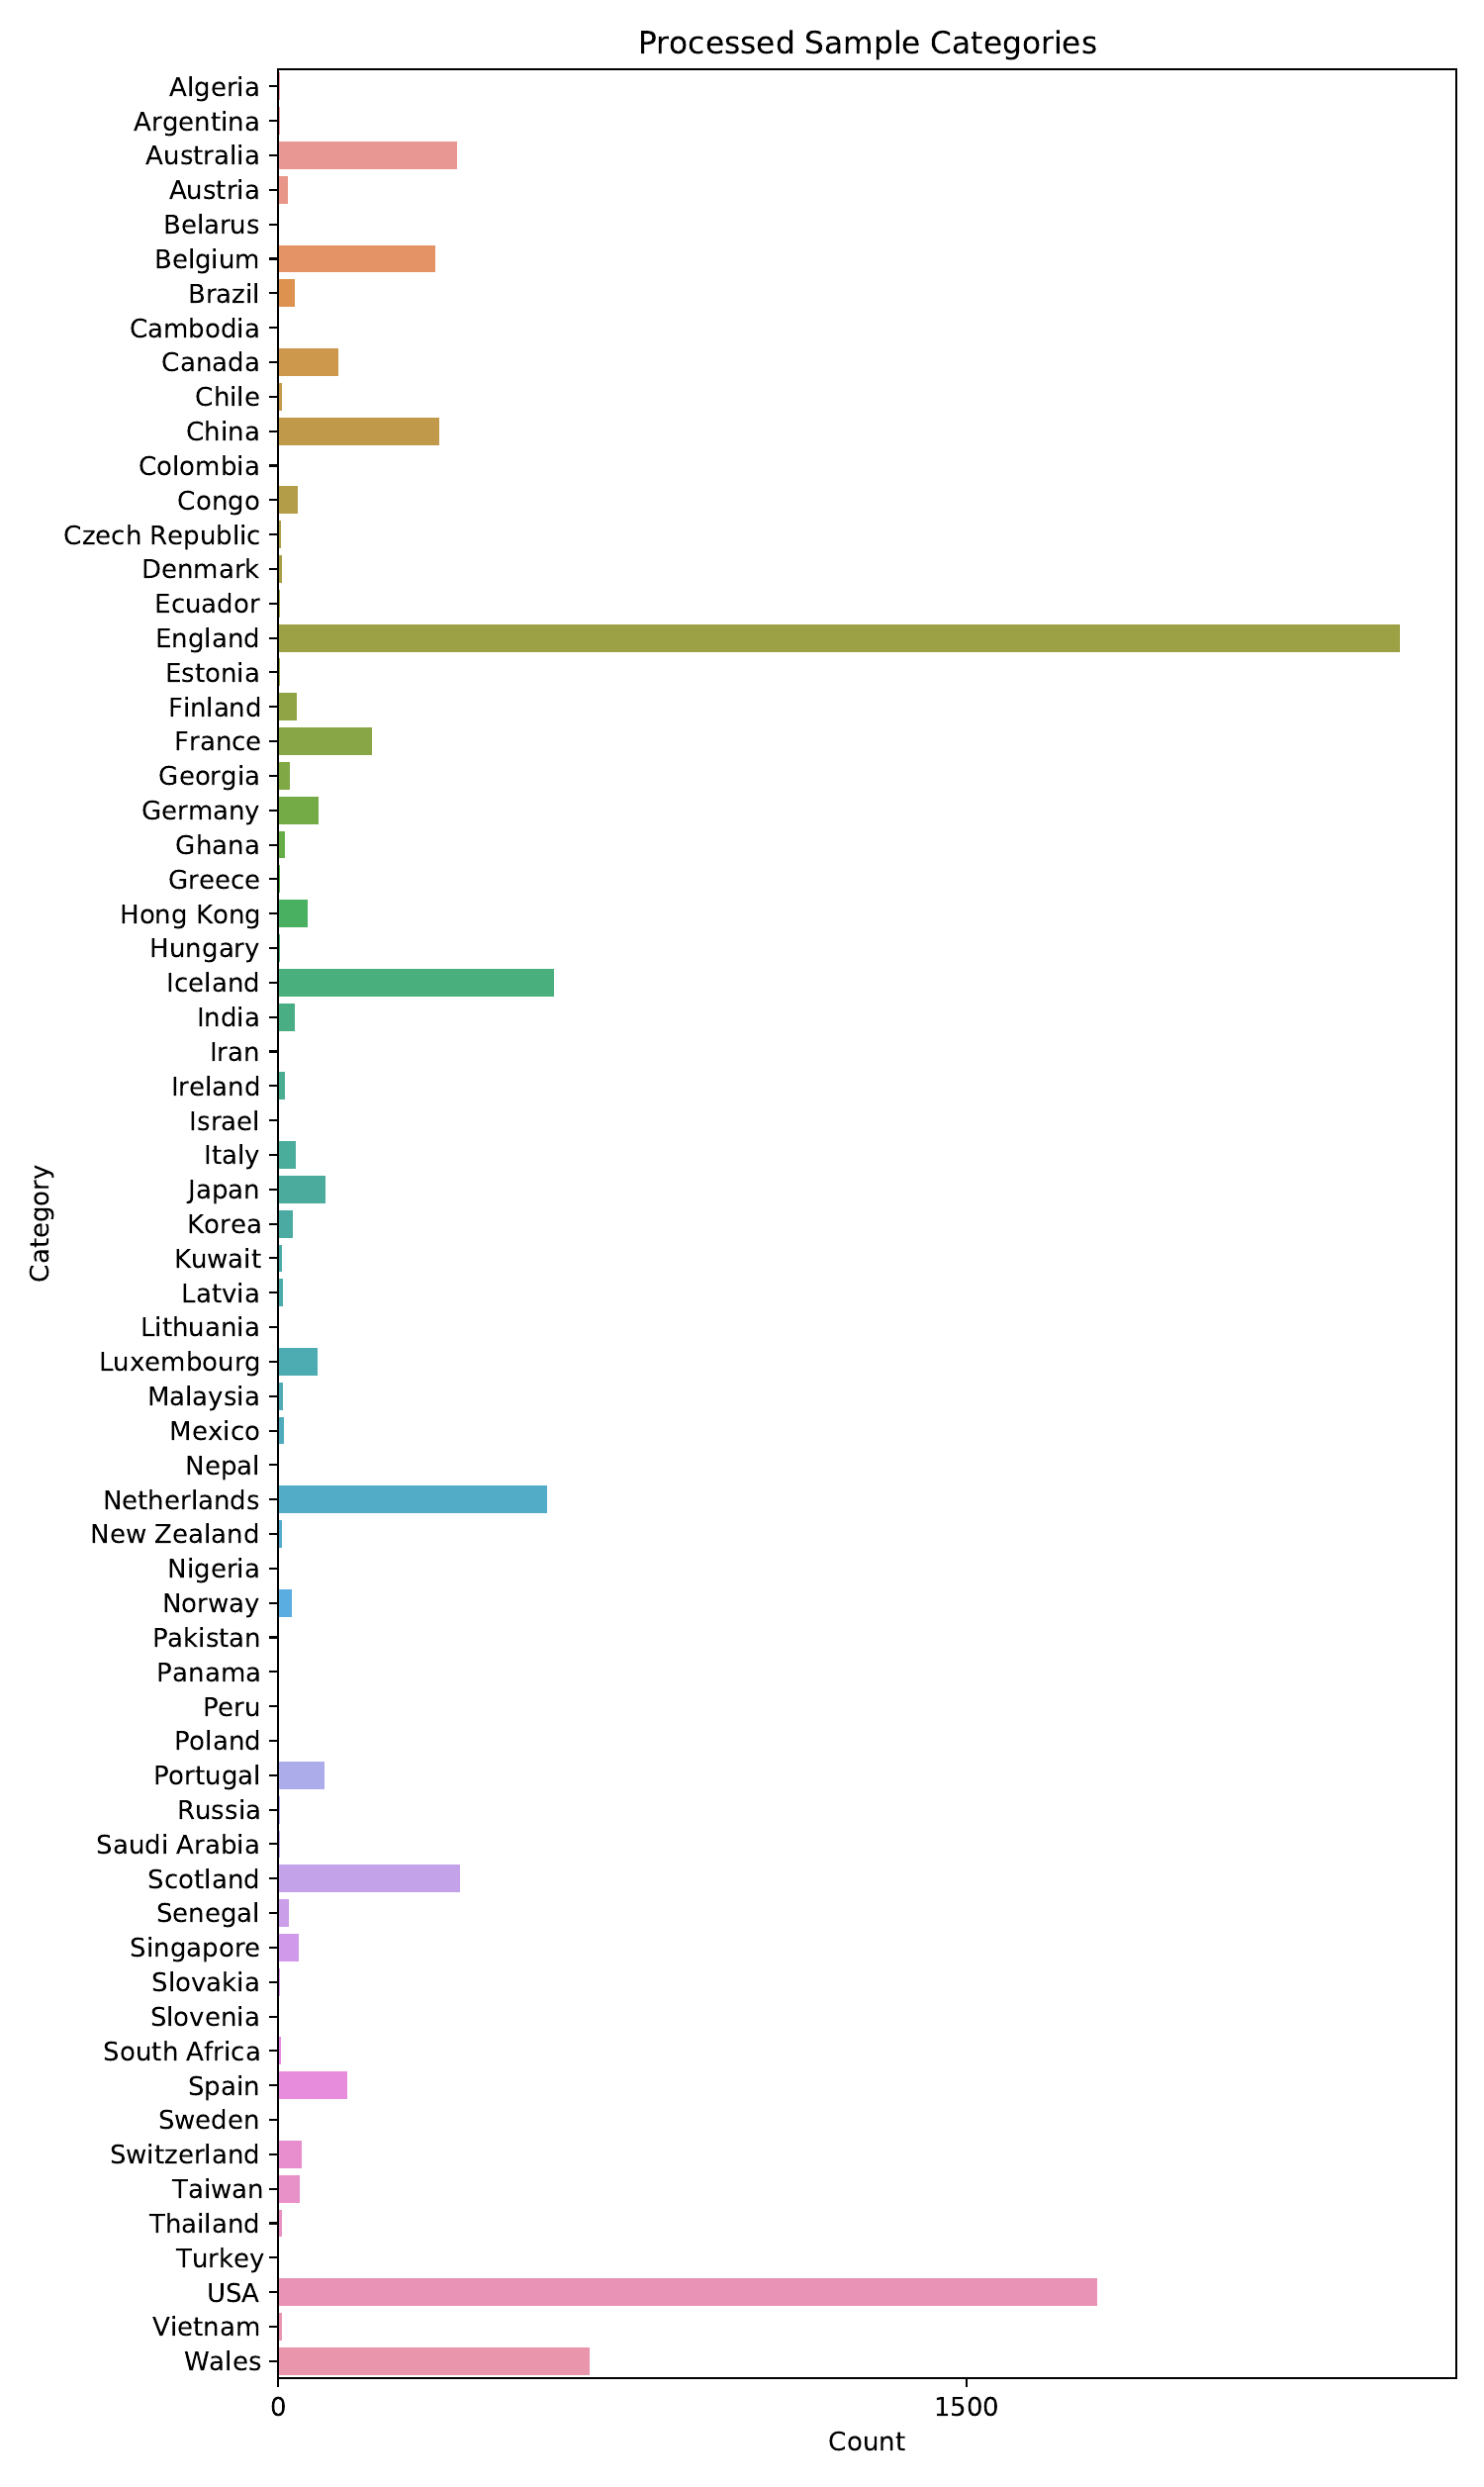 Processed Sample Categories
Algeria
Argentina
Australia
Austria
Belarus
Belgium
Brazil
Cambodia
Canada
Chile
China
Colombia
Congo
Czech Republic
Denmark
Ecuador
England
Estonia
Finland
France
Georgia
Germany
Ghana
Greece
Hong Kong
Hungary
Iceland
India
Iran
Ireland
Israel
Italy
Japan
Korea
Kuwait
Latvia
Lithuania
Luxembourg
Malaysia
Mexico
Nepal
Netherlands
New Zealand
Nigeria
Norway
Pakistan
Panama
Peru
Poland
Portugal
Russia
Saudi Arabia
Scotland
Senegal
Singapore
Slovakia
Slovenia
South Africa
Spain
Sweden
Switzerland
Taiwan
Thailand
Turkey
USA
Vietnam
Wales
Category
0 1500
Count